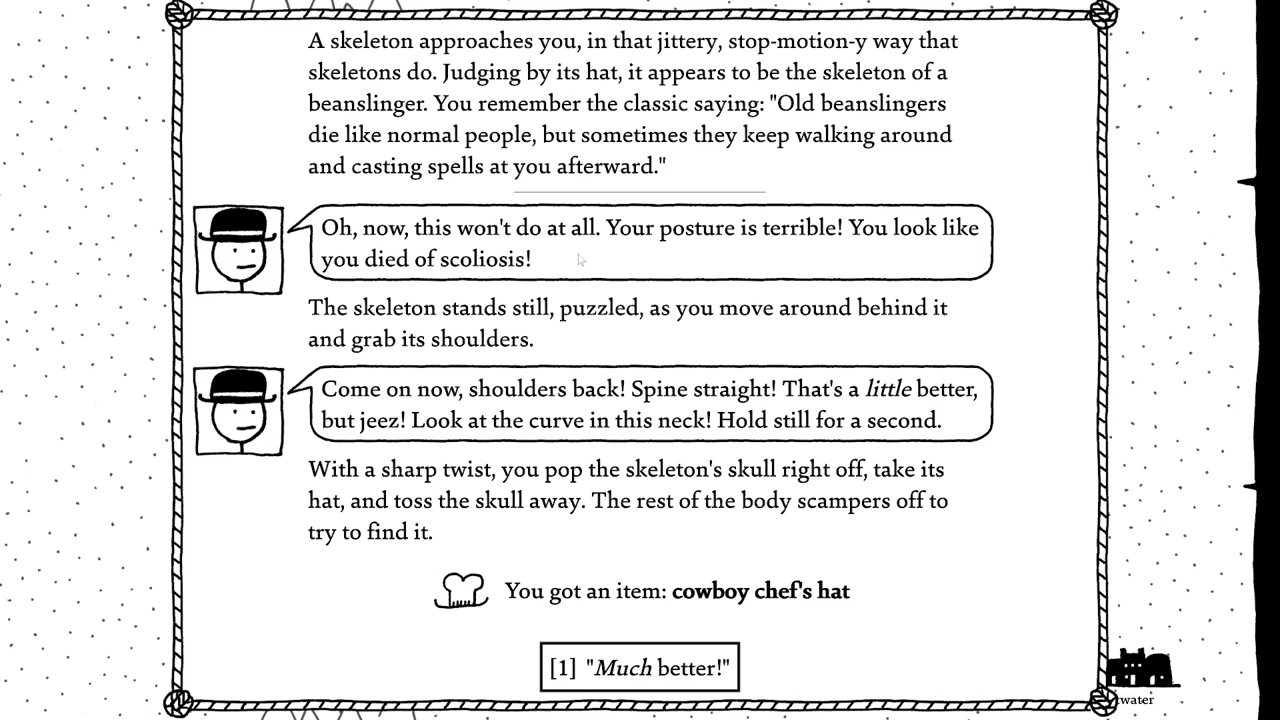 A skeleton approaches you, in that jittery, stop-motion-y way that
skeletons do. Judging by its hat, it appears to be the skeleton of a
beanslinger. You remember the classic saying: "Old beanslingers
die like normal people, but sometimes they keep walking around
and casting spells at you afterward."
Oh, now, this won't do at all. Your posture is terrible! You look like
you died of scoliosis!
The skeleton stands still, puzzled, as you move around behind it
and grab its shoulders.
Come on now, shoulders back! Spine straight! That's a little better,
but jeez! Look at the curve in this neck! Hold still for a second.
With a sharp twist, you pop the skeleton's skull right off, take its
hat, and toss the skull away. The rest of the body scampers off to
try to find it.
You got an item: cowboy chef's hat
[1] "Much better!"